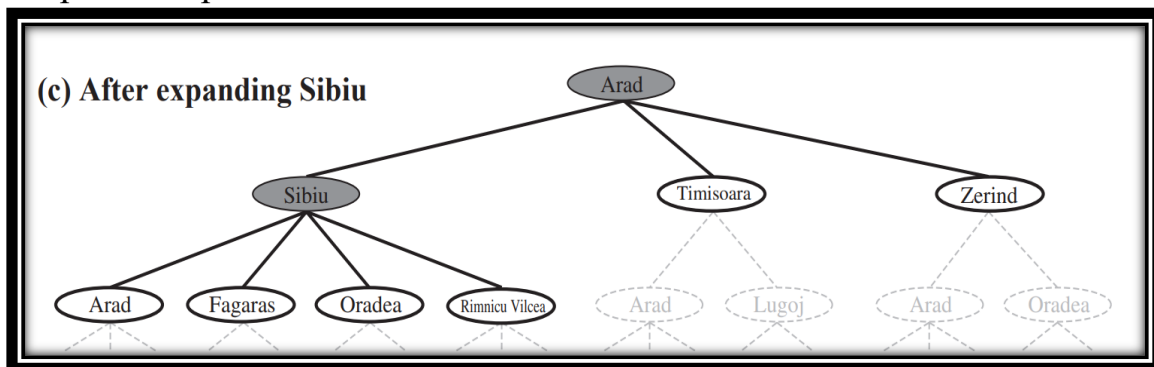 Arad
(c) After expanding Sibiu
Sibiu Timisoara Zerind
Arad Fagaras Oradea Rimnicu Vilcea Arad Lugoj Arad Oradea